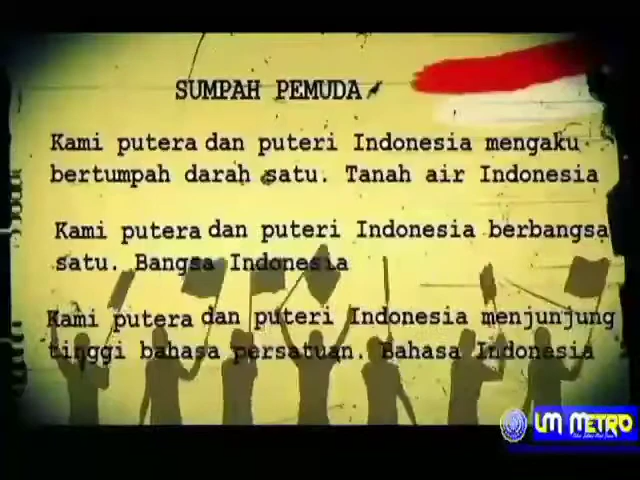 SUMPAH PEMUDA
Kami putera dan puteri Indonesia mengaku
bertumpah darah satu. Tanah air Indonesia
Kami putera dan puteri Indonesia berbangsa
satu. Bangsa Indonesia
Kami putera dan puteri Indonesia menjunjung
tinggi bahasa persatuan. Bahasa Indonesia
UM METRO